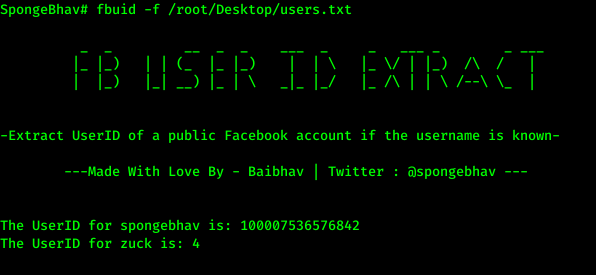 SpongeBhav# fbuid -f /root/Desktop/users.txt
FB USER ID EXTRACT
-Extract UserID of a public Facebook account if the username is known-
---Made With Love By - Baibhav | Twitter : @spongebhav ---
The UserID for spongebhav is: 100007536576842
The UserID for zuck is: 4